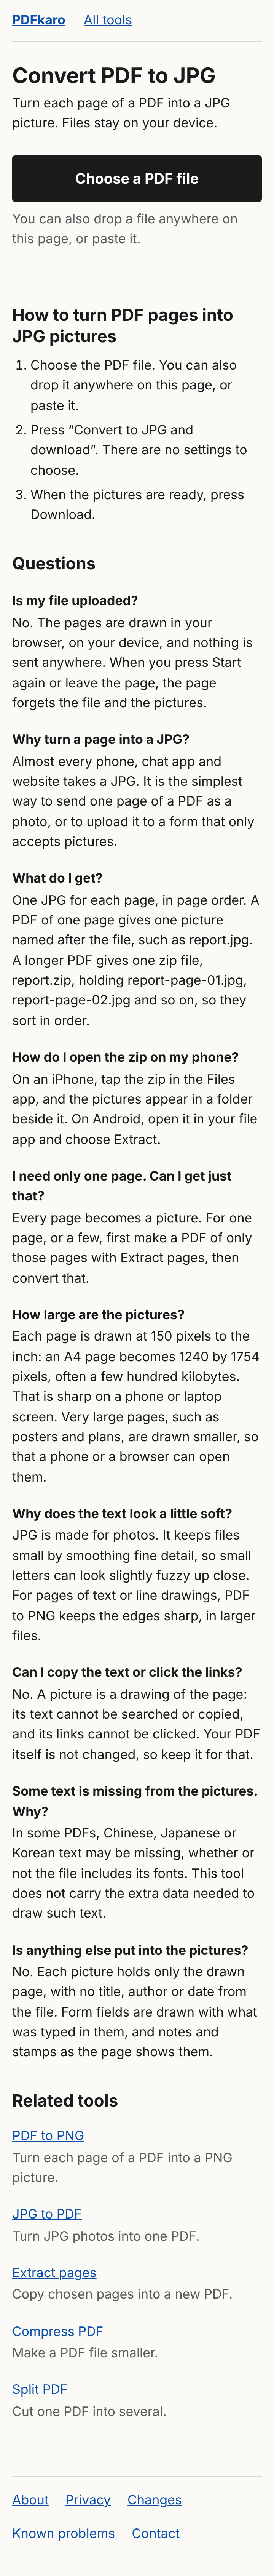 PDFkaro All tools
Convert PDF to JPG
Turn each page of a PDF into a JPG
picture. Files stay on your device.
Choose a PDF file
You can also drop a file anywhere on
this page, or paste it.
How to turn PDF pages into
JPG pictures
1. Choose the PDF file. You can also
drop it anywhere on this page, or
paste it.
2. Press “Convert to JPG and
download”. There are no settings to
choose.
3. When the pictures are ready, press
Download.
Questions
Is my file uploaded?
No. The pages are drawn in your
browser, on your device, and nothing is
sent anywhere. When you press Start
again or leave the page, the page
forgets the file and the pictures.
Why turn a page into a JPG?
Almost every phone, chat app and
website takes a JPG. It is the simplest
way to send one page of a PDF as a
photo, or to upload it to a form that only
accepts pictures.
What do I get?
One JPG for each page, in page order. A
PDF of one page gives one picture
named after the file, such as report.jpg.
A longer PDF gives one zip file,
report.zip, holding report-page-01.jpg,
report-page-02.jpg and so on, so they
sort in order.
How do I open the zip on my phone?
On an iPhone, tap the zip in the Files
app, and the pictures appear in a folder
beside it. On Android, open it in your file
app and choose Extract.
I need only one page. Can I get just
that?
Every page becomes a picture. For one
page, or a few, first make a PDF of only
those pages with Extract pages, then
convert that.
How large are the pictures?
Each page is drawn at 150 pixels to the
inch: an A4 page becomes 1240 by 1754
pixels, often a few hundred kilobytes.
That is sharp on a phone or laptop
screen. Very large pages, such as
posters and plans, are drawn smaller, so
that a phone or a browser can open
them.
Why does the text look a little soft?
JPG is made for photos. It keeps files
small by smoothing fine detail, so small
letters can look slightly fuzzy up close.
For pages of text or line drawings, PDF
to PNG keeps the edges sharp, in larger
files.
Can I copy the text or click the links?
No. A picture is a drawing of the page:
its text cannot be searched or copied,
and its links cannot be clicked. Your PDF
itself is not changed, so keep it for that.
Some text is missing from the pictures.
Why?
In some PDFs, Chinese, Japanese or
Korean text may be missing, whether or
not the file includes its fonts. This tool
does not carry the extra data needed to
draw such text.
Is anything else put into the pictures?
No. Each picture holds only the drawn
page, with no title, author or date from
the file. Form fields are drawn with what
was typed in them, and notes and
stamps as the page shows them.
Related tools
PDF to PNG
Turn each page of a PDF into a PNG
picture.
JPG to PDF
Turn JPG photos into one PDF.
Extract pages
Copy chosen pages into a new PDF.
Compress PDF
Make a PDF file smaller.
Split PDF
Cut one PDF into several.
About Privacy Changes
Known problems Contact